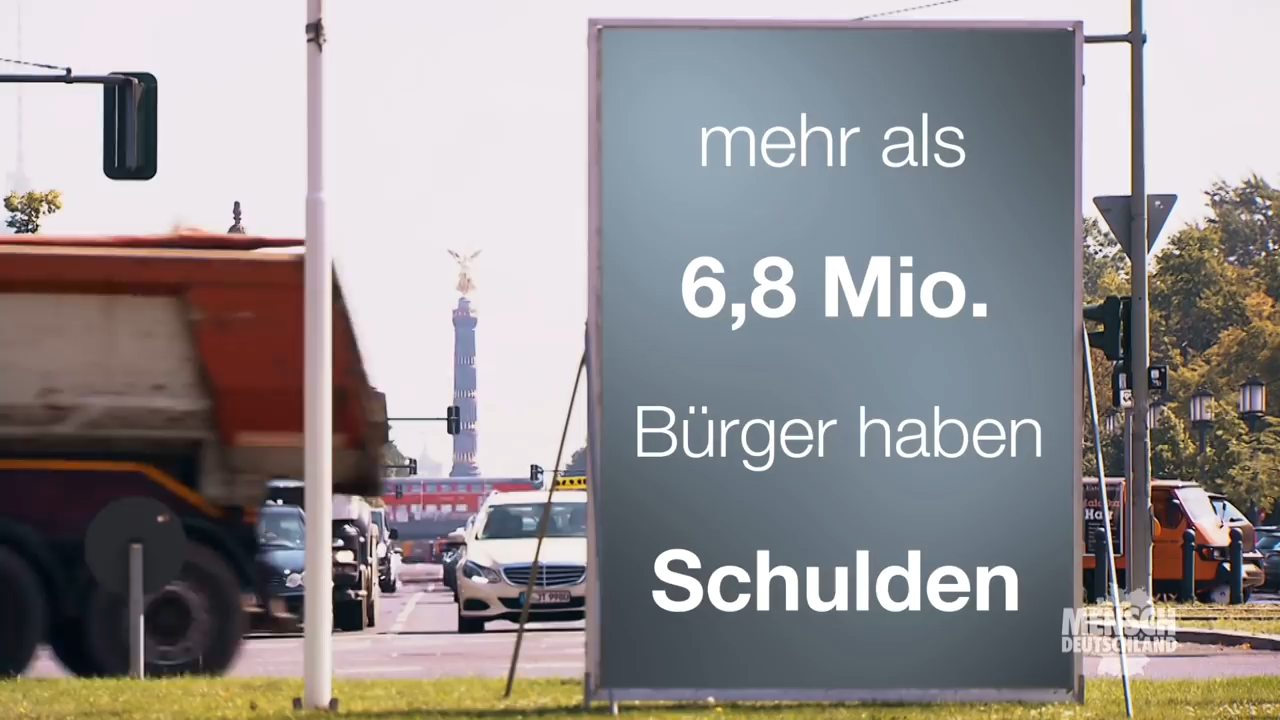 mehr als
6,8 Mio.
Bürger haben
Schulden
MENSCH
DEUTSCHLAND